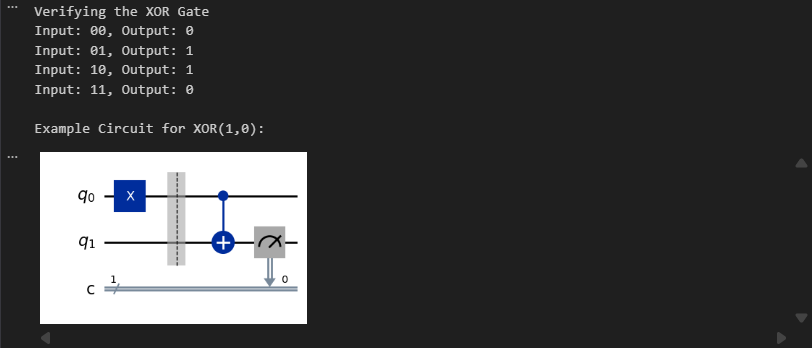 ...
Verifying the XOR Gate
Input: 00, Output: 0
Input: 01, Output: 1
Input: 10, Output: 1
Input: 11, Output: 0
Example Circuit for XOR(1,0):
...
q0 X
q1
c 1 0